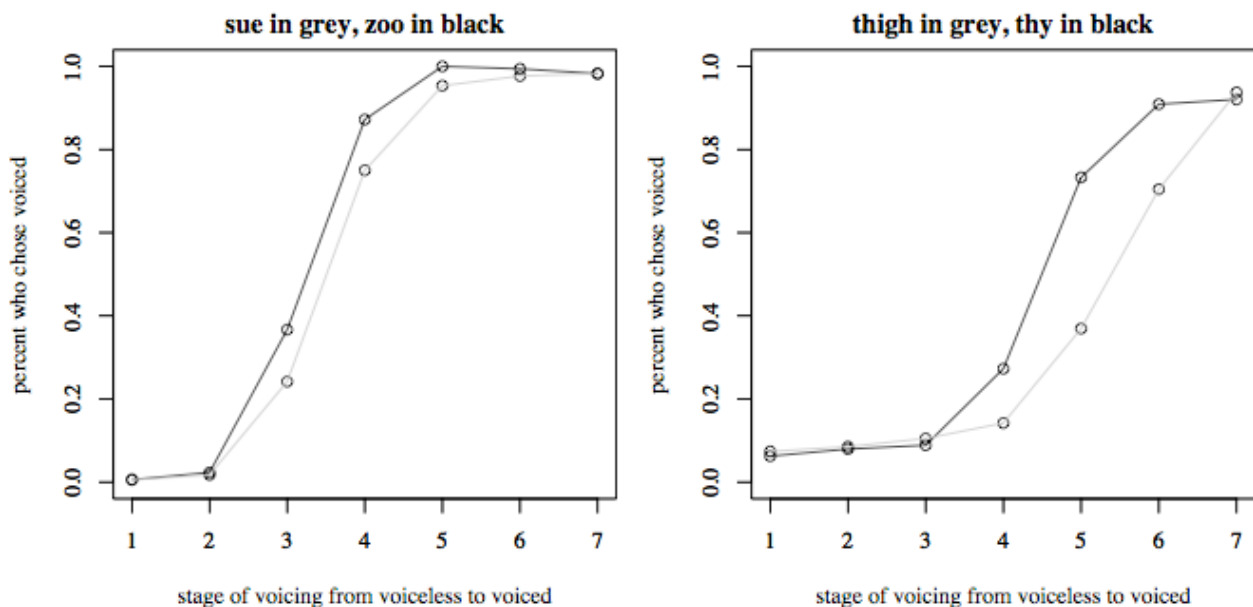 sue in grey, zoo in black
percent who chose voiced
1.0
0.8
0.6
0.4
0.2
0.0
1 2 3 4 5 6 7
stage of voicing from voiceless to voiced
thigh in grey, thy in black
percent who chose voiced
1.0
0.8
0.6
0.4
0.2
0.0
1 2 3 4 5 6 7
stage of voicing from voiceless to voiced